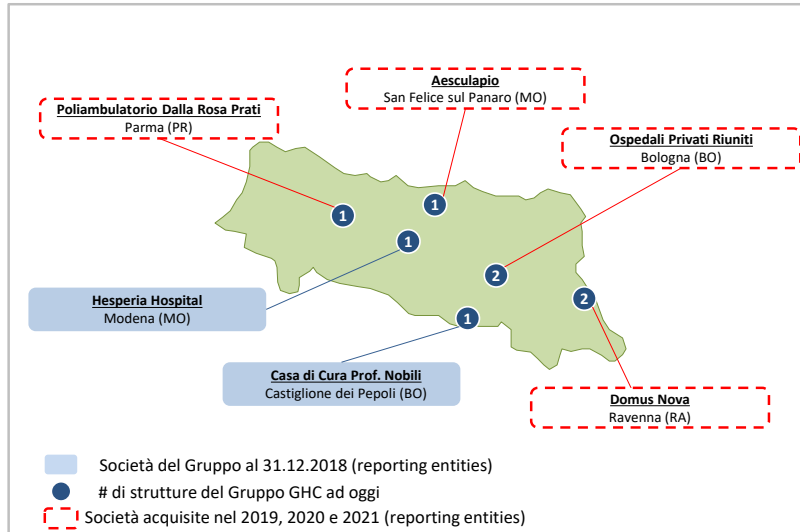 Aesculapio
San Felice sul Panaro (MO)
Poliambulatorio Dalla Rosa Prati
Parma (PR)
Ospedali Privati Riuniti
Bologna (BO)
1
1
1
2
2
1
Hesperia Hospital
Modena (MO)
Casa di Cura Prof. Nobili
Castiglione dei Pepoli (BO)
Domus Nova
Ravenna (RA)
Società del Gruppo al 31.12.2018 (reporting entities)
# di strutture del Gruppo GHC ad oggi
Società acquisite nel 2019, 2020 e 2021 (reporting entities)